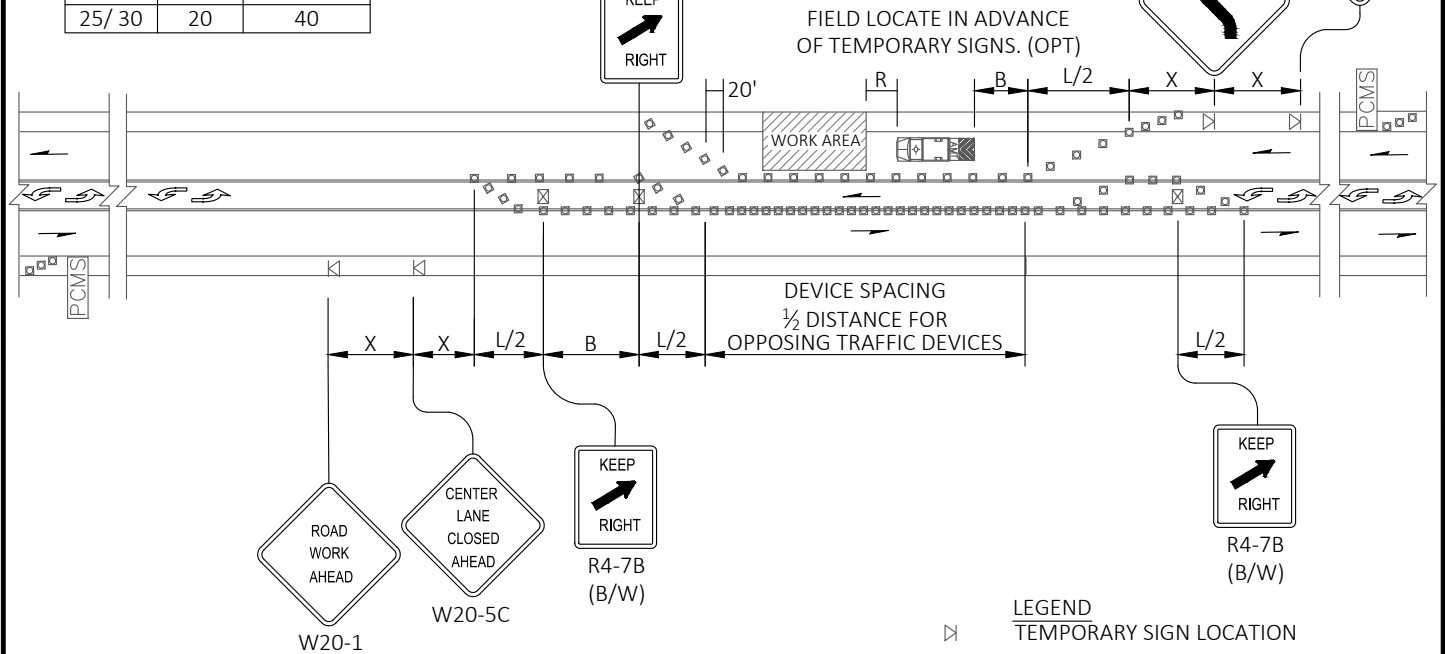 25/ 30 20 40
KEEP
RIGHT
FIELD LOCATE IN ADVANCE
OF TEMPORARY SIGNS. (OPT)
20'
R
B
L/2
X
X
PCMS
WORK AREA
PCMS
DEVICE SPACING
½ DISTANCE FOR
OPPOSING TRAFFIC DEVICES
X
X
L/2
B
L/2
L/2
ROAD
WORK
AHEAD
W20-1
CENTER
LANE
CLOSED
AHEAD
W20-5C
KEEP
RIGHT
R4-7B
(B/W)
KEEP
RIGHT
R4-7B
(B/W)
LEGEND
TEMPORARY SIGN LOCATION